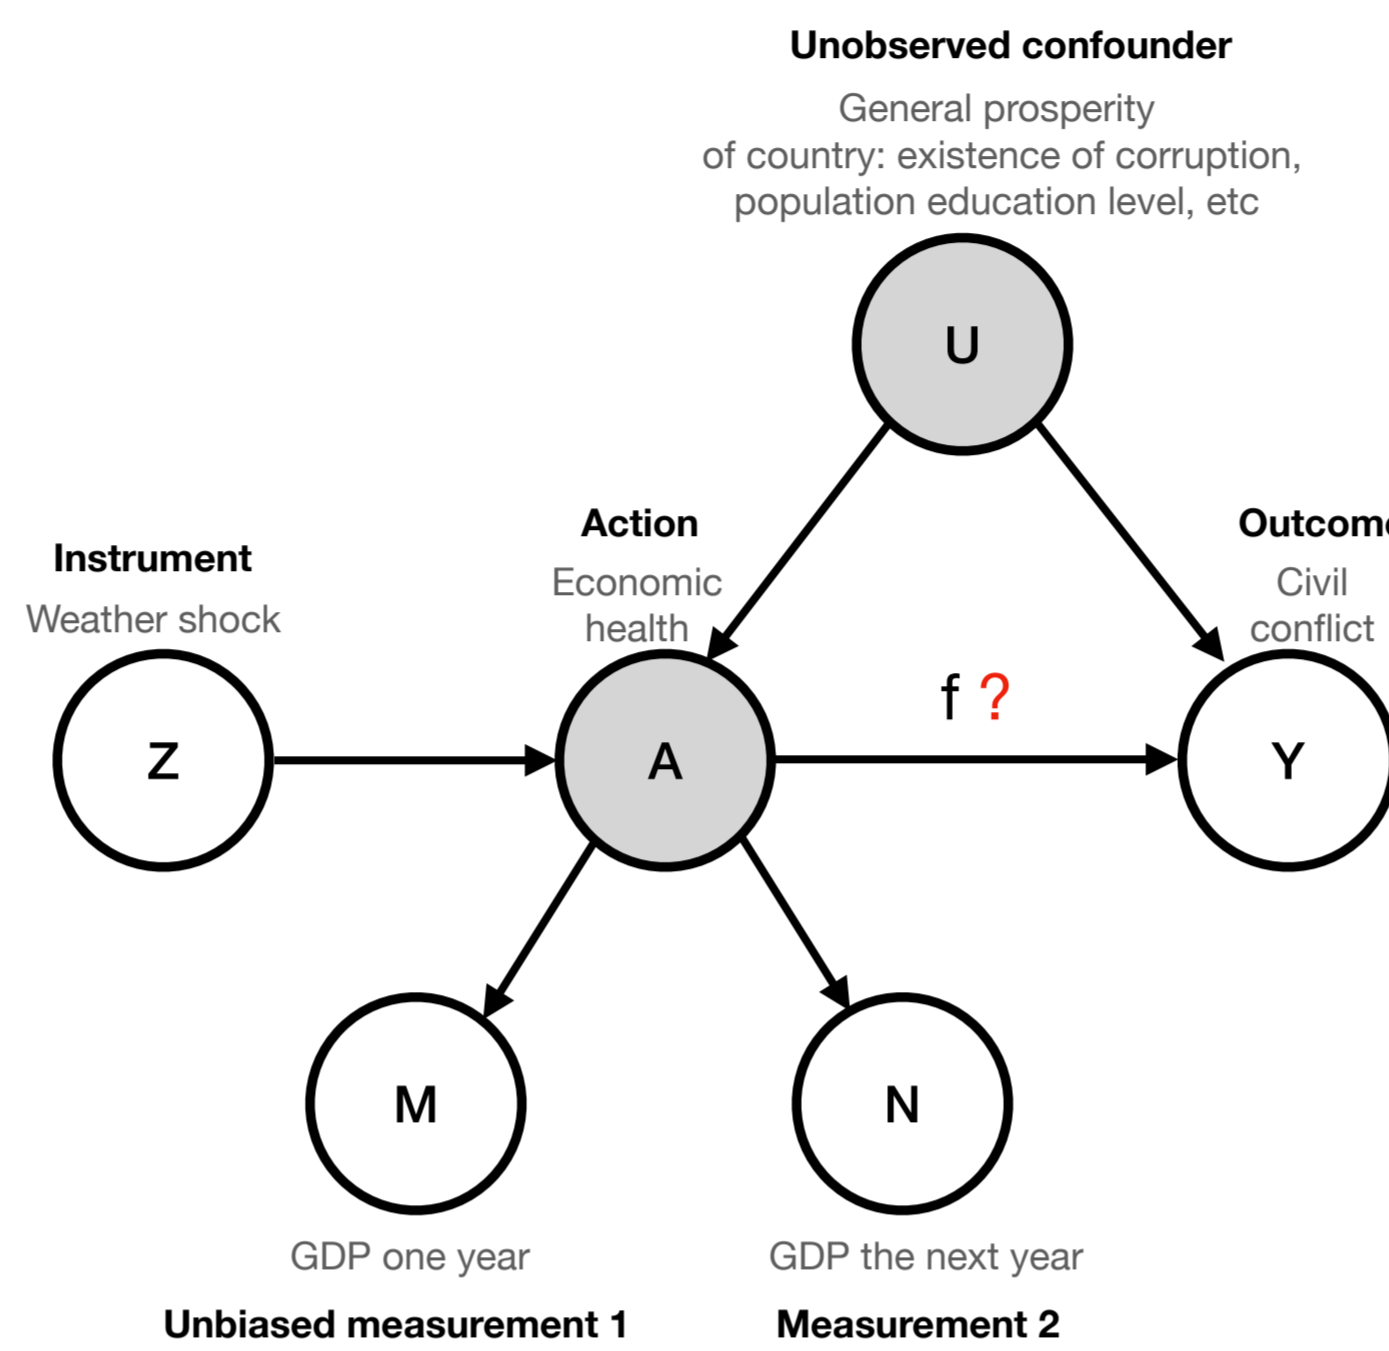 Unobserved confounder
General prosperity
of country: existence of corruption,
population education level, etc
U
Action
Economic
health
Outcome
Civil
conflict
Instrument
Weather shock
f ?
Z
A
Y
M
N
GDP one year
GDP the next year
Unbiased measurement 1
Measurement 2